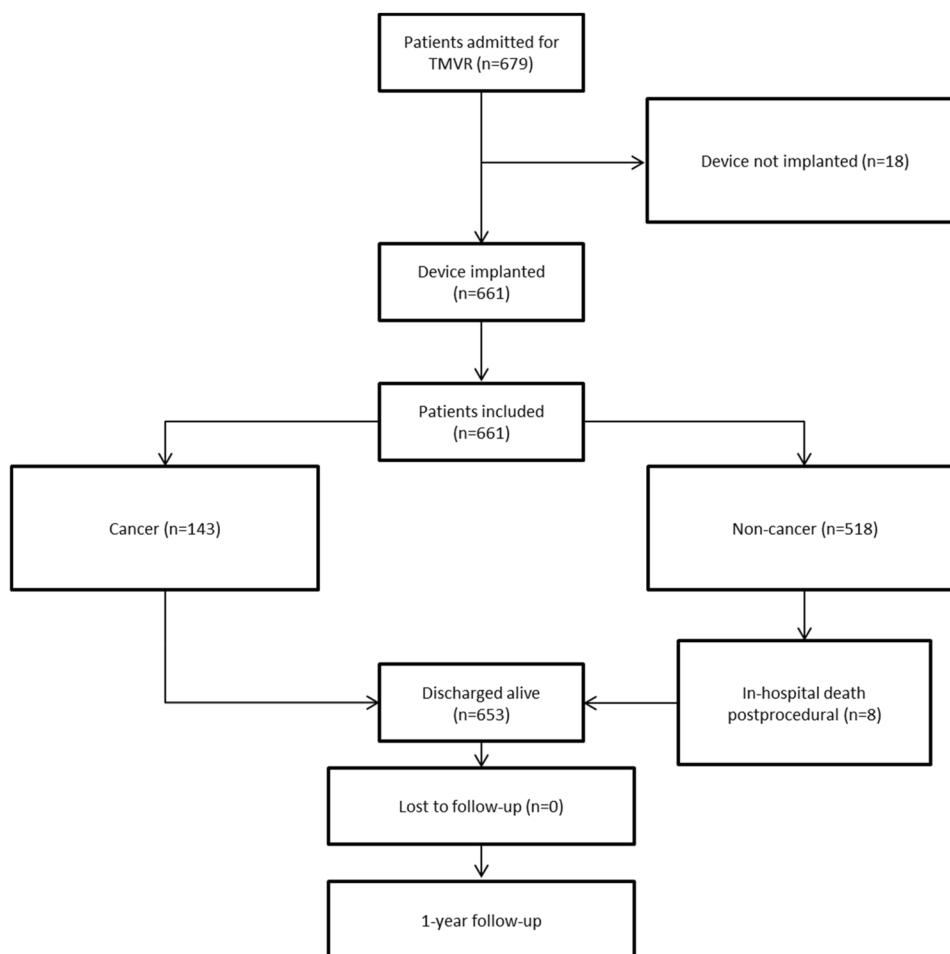 Patients admitted for
TMVR (n=679)
Device not implanted (n=18)
Device implanted
(n=661)
Patients included
(n=661)
Cancer (n=143)
Non-cancer (n=518)
Discharged alive
(n=653)
In-hospital death
postprocedural (n=8)
Lost to follow-up (n=0)
1-year follow-up